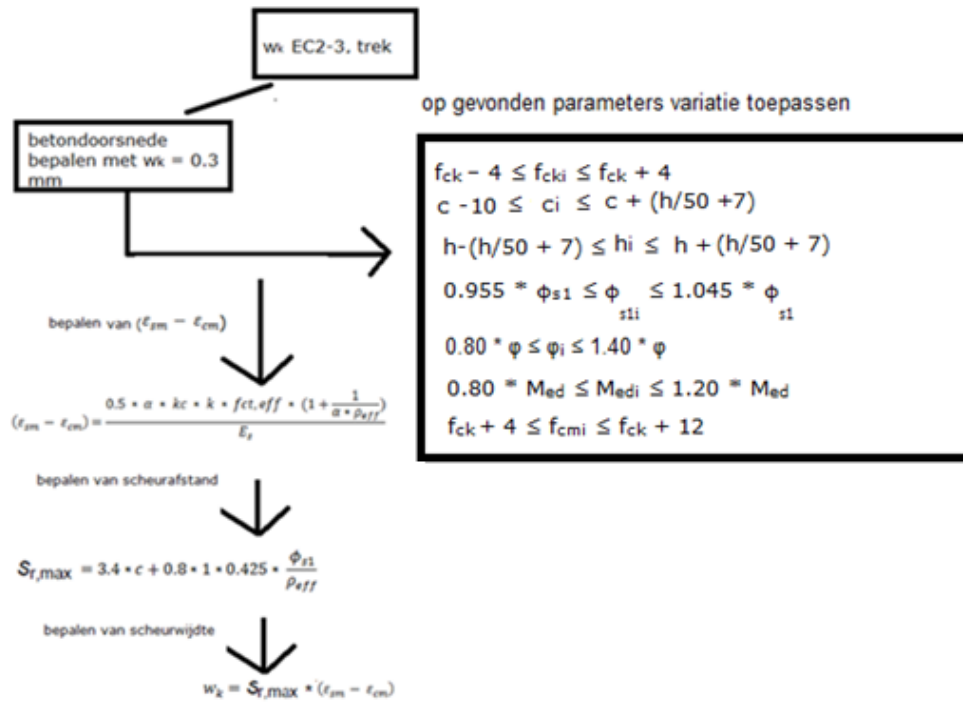 wk EC2-3, trek
betondoorsnede
bepalen met wk = 0.3
mm
op gevonden parameters variatie toepassen
fck – 4 ≤ fcki ≤ fck + 4
c -10 ≤ ci ≤ c + (h/50 +7)
h-(h/50 + 7) ≤ hi ≤ h + (h/50 + 7)
0.955 * ϕs1 ≤ ϕs1i ≤ 1.045 * ϕs1
0.80 * φ ≤ φi ≤ 1.40 * φ
0.80 * Med ≤ Medi ≤ 1.20 * Med
fck + 4 ≤ fcmi ≤ fck + 12
bepalen van (εsm − εcm)
(εsm − εcm) = 0.5 * α * kc * k * fct,eff * (1 + 1 / (α * ρeff)) / Es
bepalen van scheurafstand
Sr,max = 3.4 * c + 0.8 * 1 * 0.425 * ϕs1 / ρeff
bepalen van scheurwijdte
wk = Sr,max * (εsm − εcm)